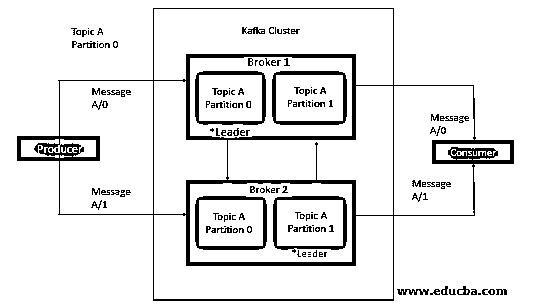 Topic A
Partition 0
Kafka Cluster
Broker 1
Topic A
Partition 0
Topic A
Partition 1
*Leader
Message
A/0
Message
A/0
Producer
Consumer
Message
A/1
Message
A/1
Broker 2
Topic A
Partition 0
Topic A
Partition 1
*Leader
www.educba.com